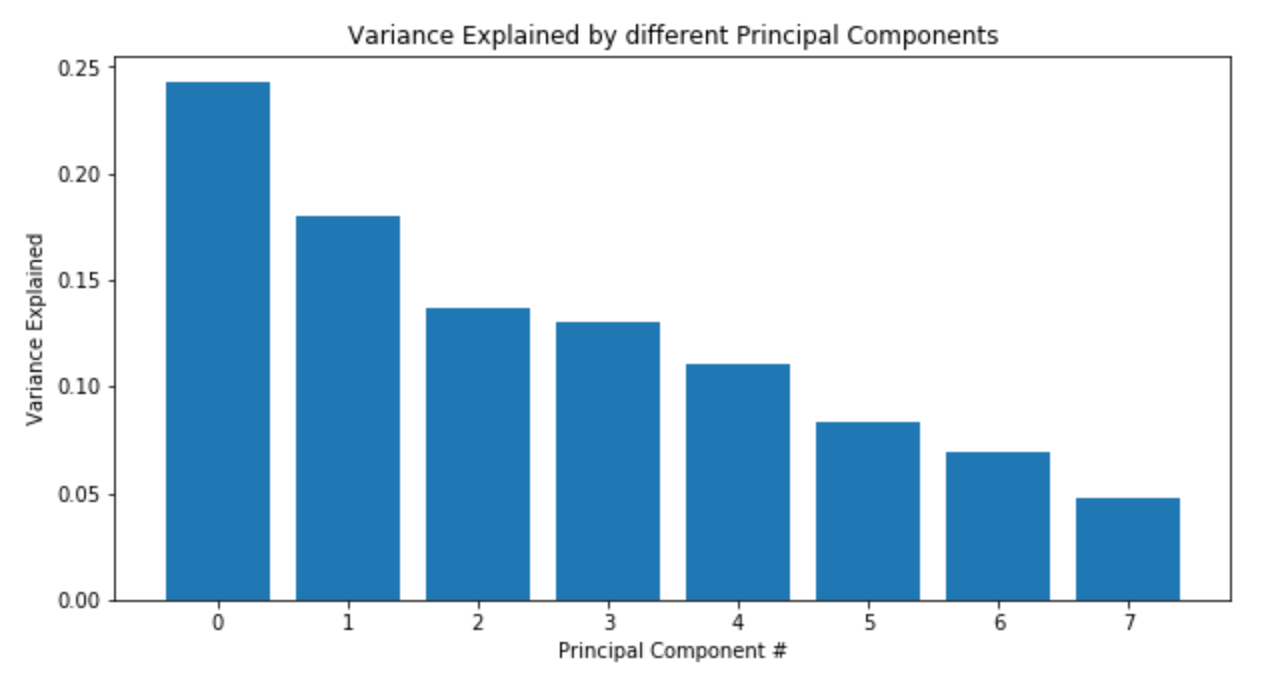 Variance Explained by different Principal Components
0.25
0.20
0.15
0.10
0.05
0.00
Variance Explained
0 1 2 3 4 5 6 7
Principal Component #